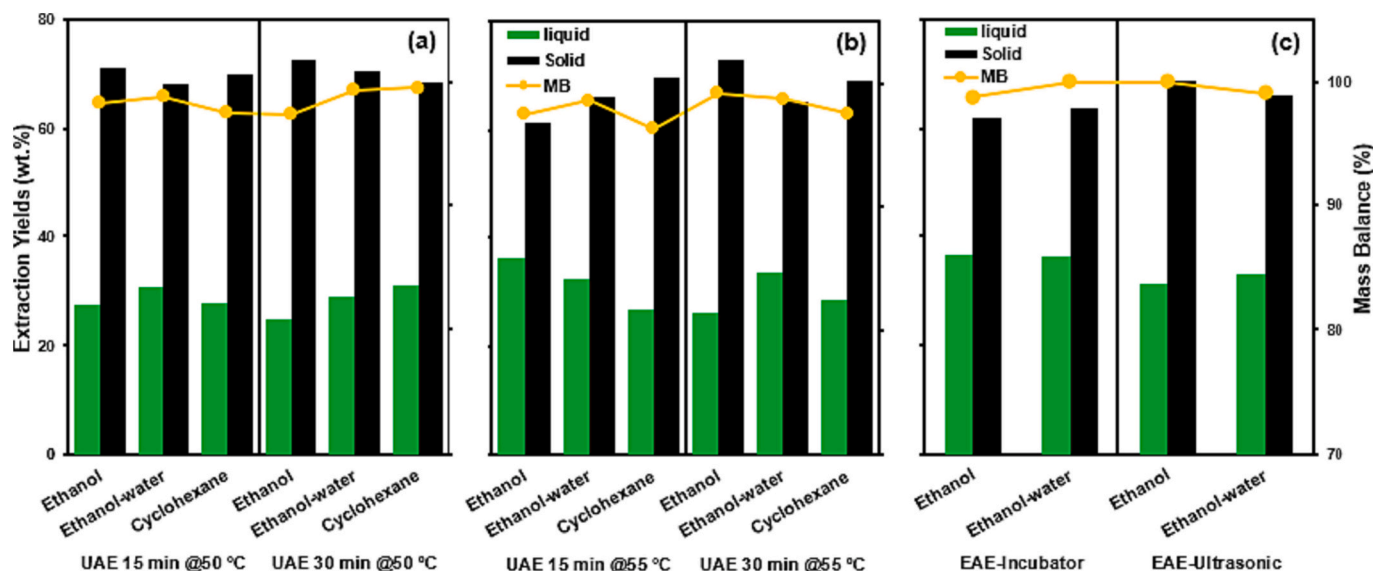 80
60
40
20
0
Extraction Yields (wt.%)
(a)
Ethanol
Ethanol-water
Cyclohexane
Ethanol
Ethanol-water
Cyclohexane
UAE 15 min @50 ºC
UAE 30 min @50 ºC
liquid
Solid
MB
(b)
Ethanol
Ethanol-water
Cyclohexane
Ethanol
Ethanol-water
Cyclohexane
UAE 15 min @55 ºC
UAE 30 min @55 ºC
liquid
Solid
MB
(c)
Ethanol
Ethanol-water
Ethanol
Ethanol-water
EAE-Incubator
EAE-Ultrasonic
100
90
80
70
Mass Balance (%)